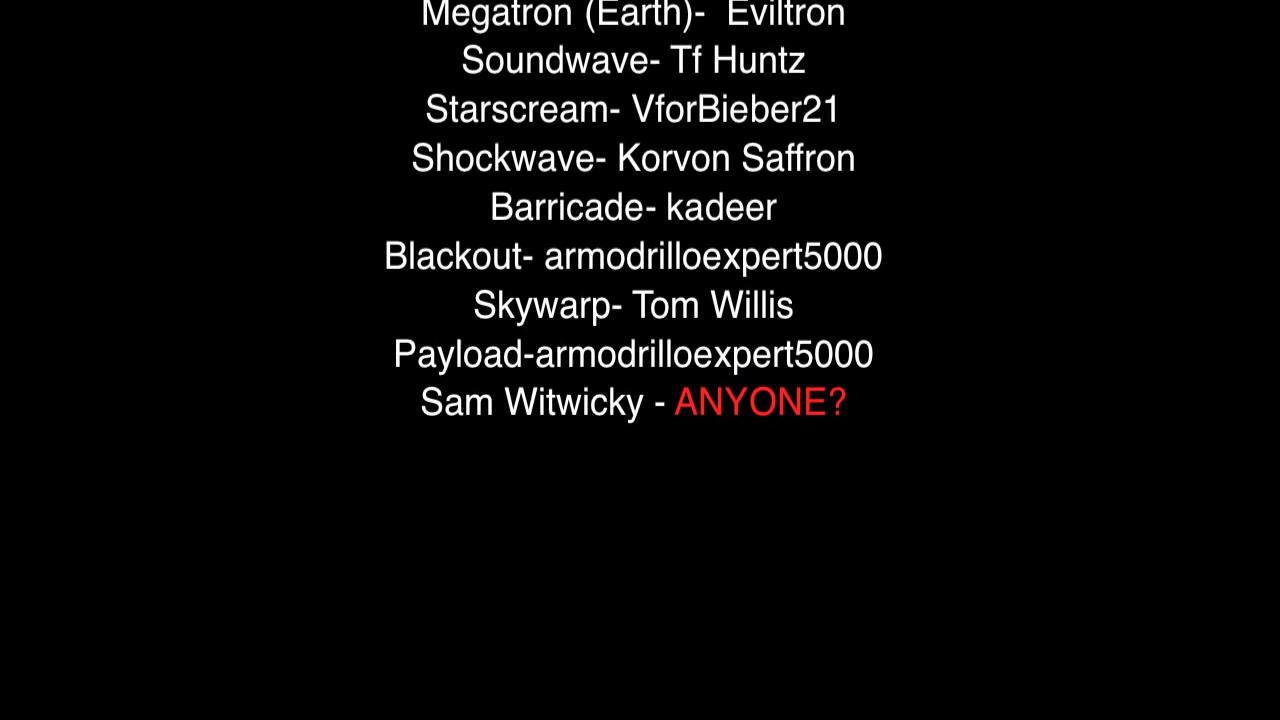 Megatron (Earth)-  Eviltron
Soundwave- Tf Huntz
Starscream- VforBieber21
Shockwave- Korvon Saffron
Barricade- kadeer
Blackout- armodrilloexpert5000
Skywarp- Tom Willis
Payload-armodrilloexpert5000
Sam Witwicky - ANYONE?